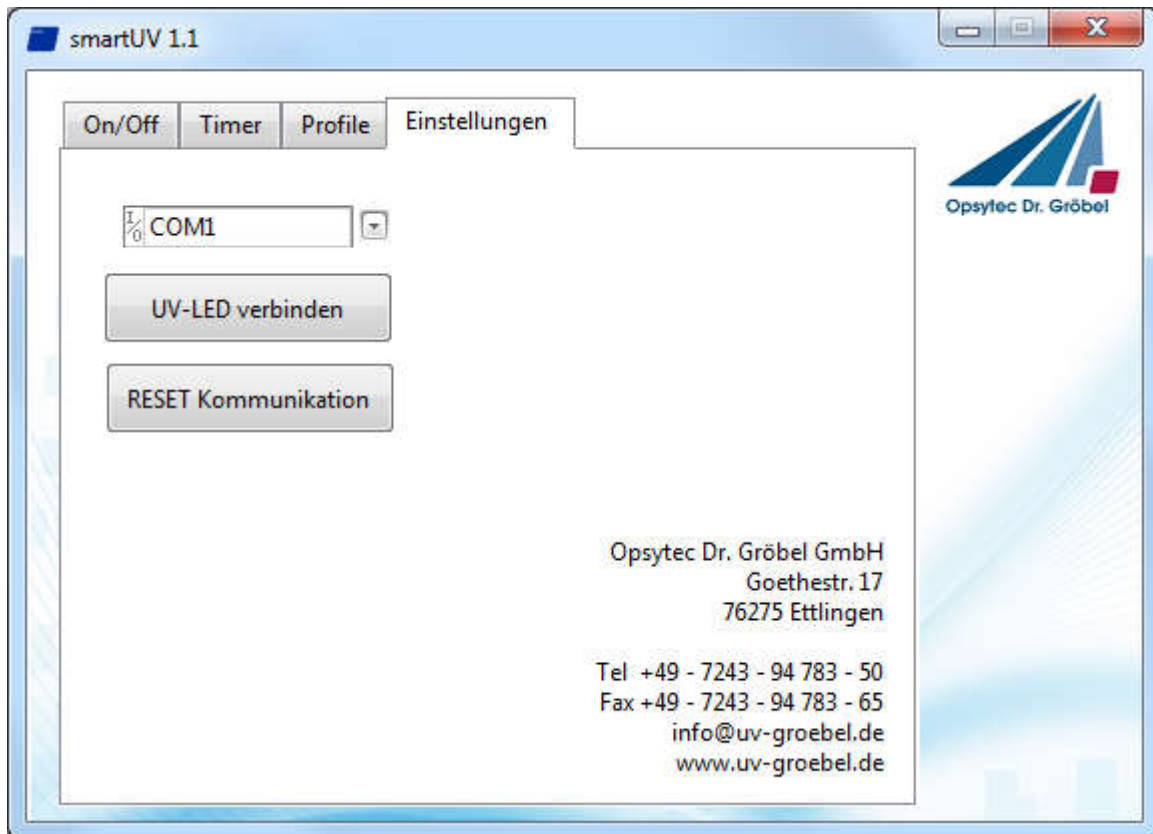 smartUV 1.1
On/Off Timer Profile Einstellungen
I/O COM1
UV-LED verbinden
RESET Kommunikation
Opsytec Dr. Gröbel
Opsytec Dr. Gröbel GmbH
Goethestr. 17
76275 Ettlingen
Tel +49 - 7243 - 94 783 - 50
Fax +49 - 7243 - 94 783 - 65
info@uv-groebel.de
www.uv-groebel.de